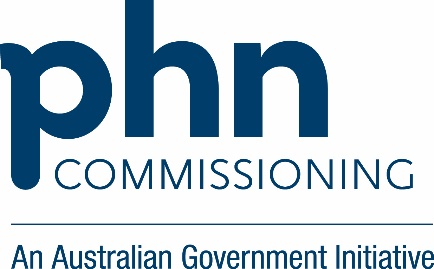 phn
COMMISSIONING
An Australian Government Initiative